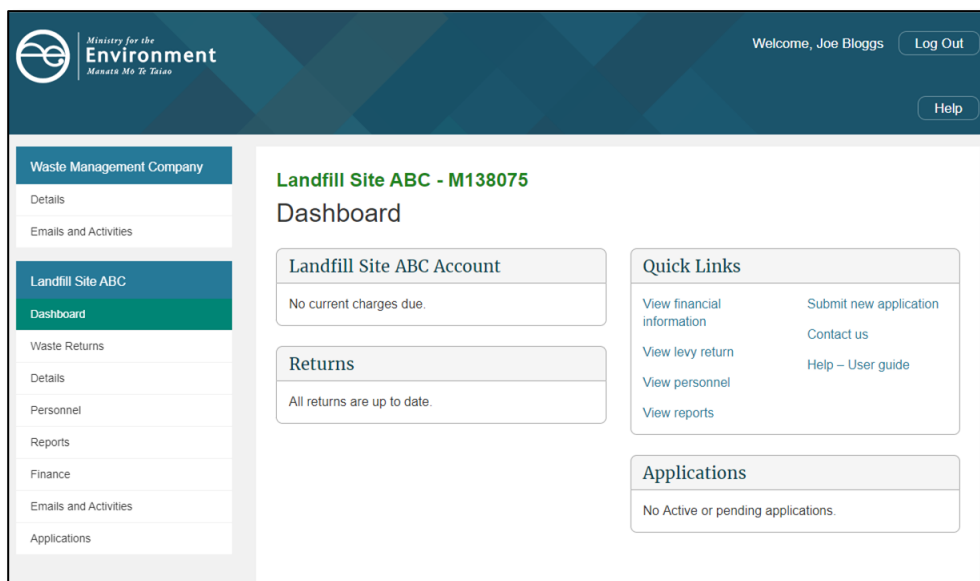 Ministry for the
Environment
Manatū Mō Te Taiao
Welcome, Joe Bloggs
Log Out
Help
Waste Management Company
Details
Emails and Activities
Landfill Site ABC
Dashboard
Waste Returns
Details
Personnel
Reports
Finance
Emails and Activities
Applications
Landfill Site ABC - M138075
Dashboard
Landfill Site ABC Account
No current charges due.
Returns
All returns are up to date.
Quick Links
View financial
information
View levy return
View personnel
View reports
Submit new application
Contact us
Help – User guide
Applications
No Active or pending applications.